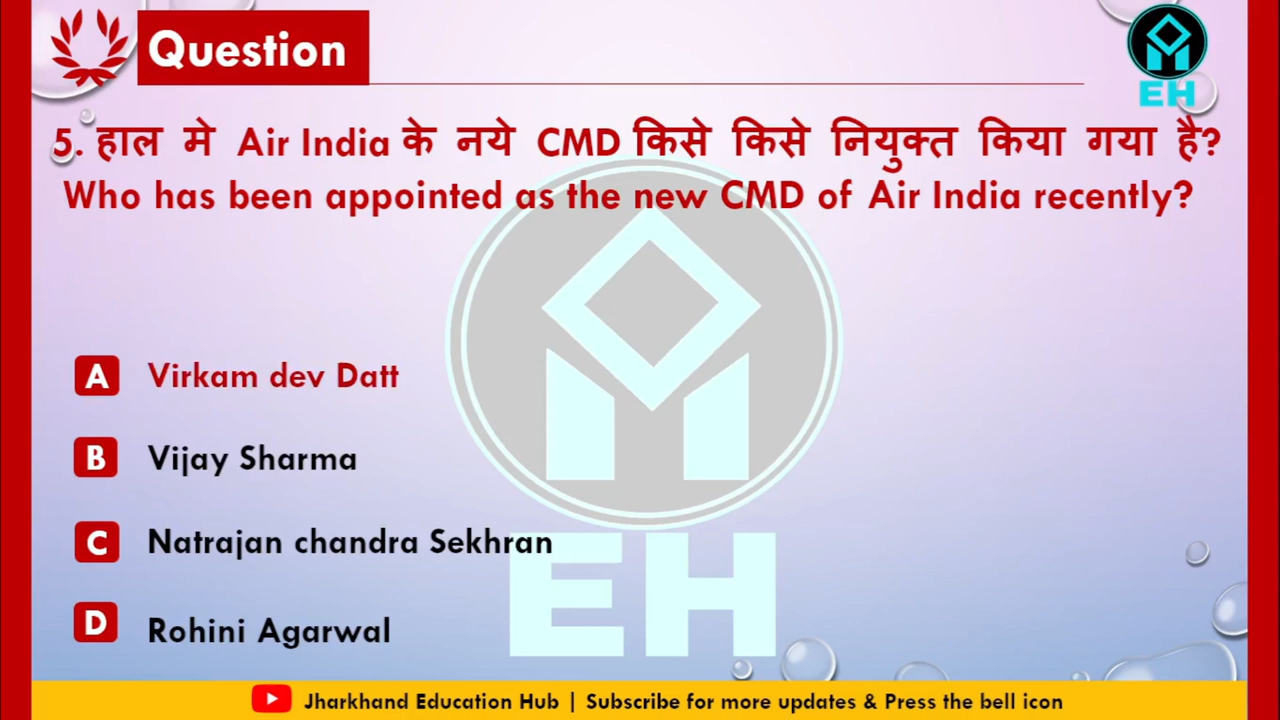 Question
EH
5. हाल मे Air India के नये CMD किसे किसे नियुक्त किया गया है?
Who has been appointed as the new CMD of Air India recently?
A Virkam dev Datt
B Vijay Sharma
C Natrajan chandra Sekhran
D Rohini Agarwal
EH
Jharkhand Education Hub | Subscribe for more updates & Press the bell icon